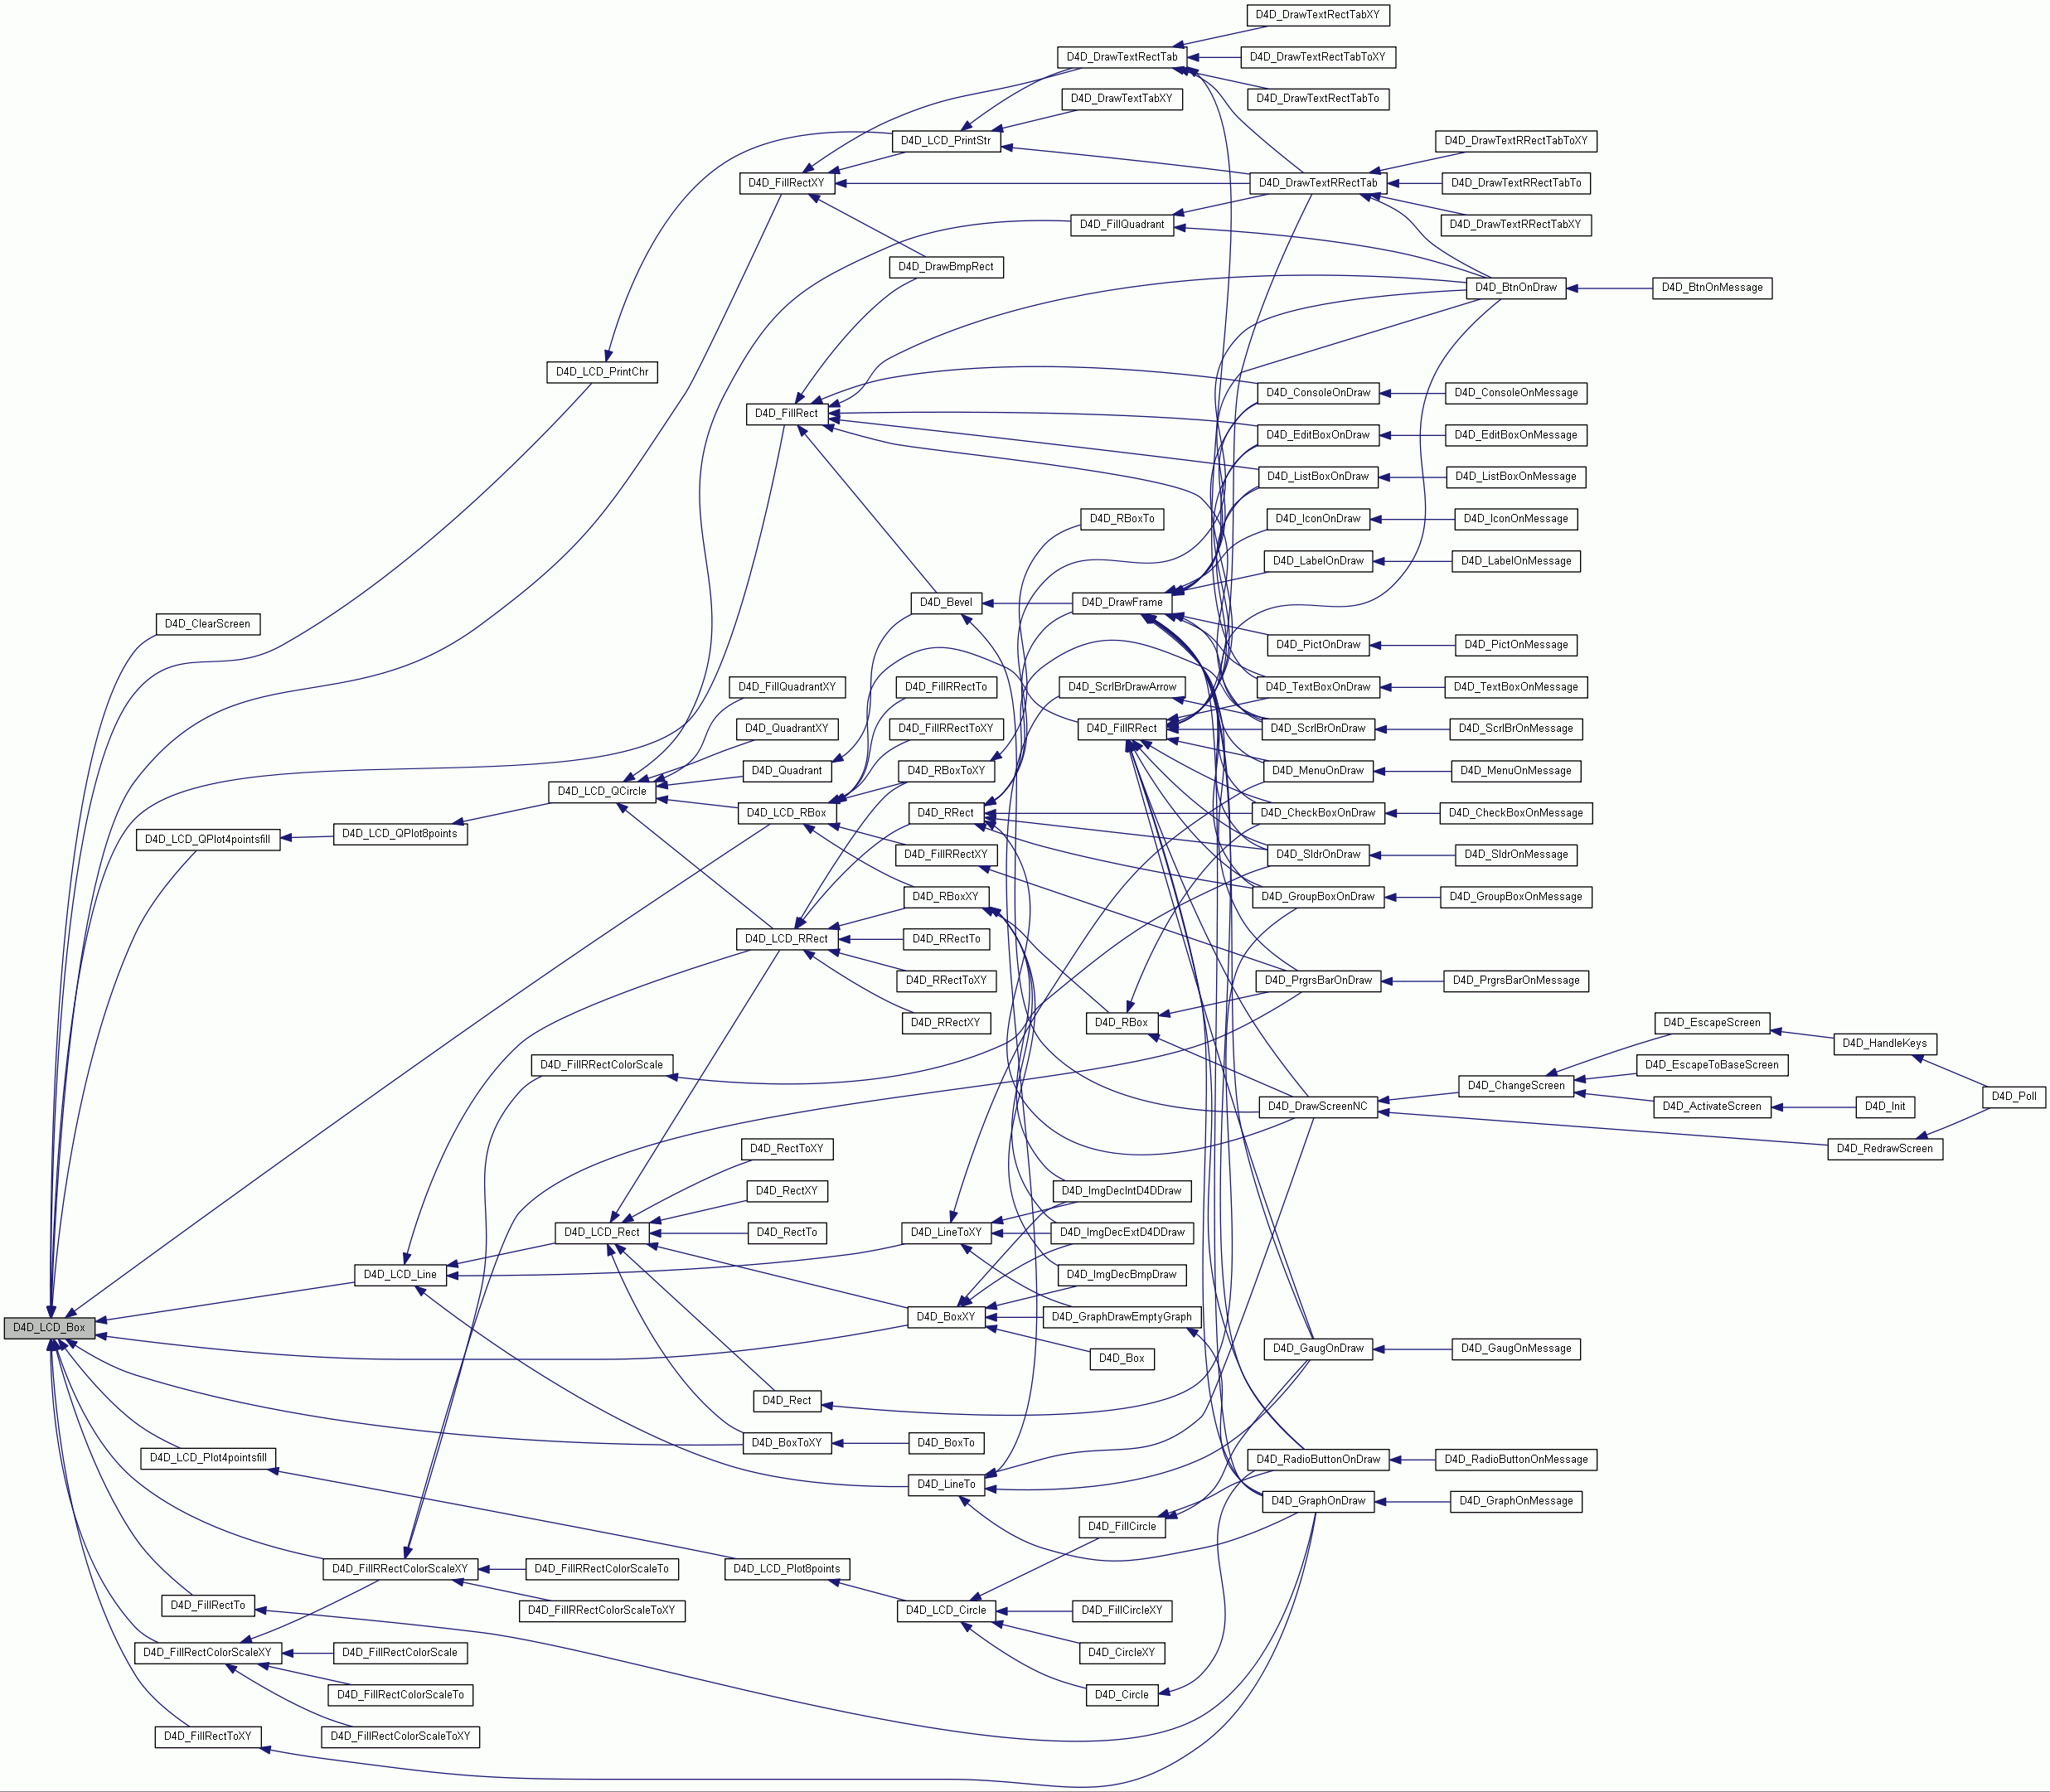 D4D_DrawTextRectTabXY
D4D_DrawTextRectTab
D4D_DrawTextRectTabToXY
D4D_DrawTextRectTabTo
D4D_DrawTextTabXY
D4D_LCD_PrintStr
D4D_DrawTextRRectTabToXY
D4D_FillRectXY
D4D_DrawTextRRectTab
D4D_DrawTextRRectTabTo
D4D_FillQuadrant
D4D_DrawTextRRectTabXY
D4D_DrawBmpRect
D4D_BtnOnDraw
D4D_BtnOnMessage
D4D_LCD_PrintChr
D4D_ConsoleOnDraw
D4D_ConsoleOnMessage
D4D_FillRect
D4D_EditBoxOnDraw
D4D_EditBoxOnMessage
D4D_ListBoxOnDraw
D4D_ListBoxOnMessage
D4D_RBoxTo
D4D_IconOnDraw
D4D_IconOnMessage
D4D_LabelOnDraw
D4D_LabelOnMessage
D4D_Bevel
D4D_DrawFrame
D4D_ClearScreen
D4D_PictOnDraw
D4D_PictOnMessage
D4D_FillQuadrantXY
D4D_FillRRectTo
D4D_ScrlBrDrawArrow
D4D_TextBoxOnDraw
D4D_TextBoxOnMessage
D4D_QuadrantXY
D4D_FillRRectToXY
D4D_FillRRect
D4D_ScrlBrOnDraw
D4D_ScrlBrOnMessage
D4D_Quadrant
D4D_RBoxToXY
D4D_MenuOnDraw
D4D_MenuOnMessage
D4D_LCD_QCircle
D4D_LCD_RBox
D4D_RRect
D4D_CheckBoxOnDraw
D4D_CheckBoxOnMessage
D4D_LCD_QPlot4pointsfill
D4D_LCD_QPlot8points
D4D_FillRRectXY
D4D_SldrOnDraw
D4D_SldrOnMessage
D4D_RBoxXY
D4D_GroupBoxOnDraw
D4D_GroupBoxOnMessage
D4D_LCD_RRect
D4D_RRectTo
D4D_RRectToXY
D4D_PrgrsBarOnDraw
D4D_PrgrsBarOnMessage
D4D_RRectXY
D4D_RBox
D4D_EscapeScreen
D4D_HandleKeys
D4D_FillRRectColorScale
D4D_EscapeToBaseScreen
D4D_ChangeScreen
D4D_Poll
D4D_DrawScreenNC
D4D_ActivateScreen
D4D_Init
D4D_RectToXY
D4D_RedrawScreen
D4D_RectXY
D4D_ImgDecIntD4DDraw
D4D_LCD_Rect
D4D_RectTo
D4D_LineToXY
D4D_ImgDecExtD4DDraw
D4D_LCD_Line
D4D_ImgDecBmpDraw
D4D_LCD_Box
D4D_BoxXY
D4D_GraphDrawEmptyGraph
D4D_Box
D4D_GaugOnDraw
D4D_GaugOnMessage
D4D_Rect
D4D_BoxToXY
D4D_BoxTo
D4D_LCD_Plot4pointsfill
D4D_RadioButtonOnDraw
D4D_RadioButtonOnMessage
D4D_LineTo
D4D_GraphOnDraw
D4D_GraphOnMessage
D4D_FillCircle
D4D_FillRRectColorScaleXY
D4D_FillRRectColorScaleTo
D4D_LCD_Plot8points
D4D_FillRectTo
D4D_FillRRectColorScaleToXY
D4D_LCD_Circle
D4D_FillCircleXY
D4D_FillRectColorScaleXY
D4D_FillRectColorScale
D4D_CircleXY
D4D_FillRectColorScaleTo
D4D_Circle
D4D_FillRectToXY
D4D_FillRectColorScaleToXY